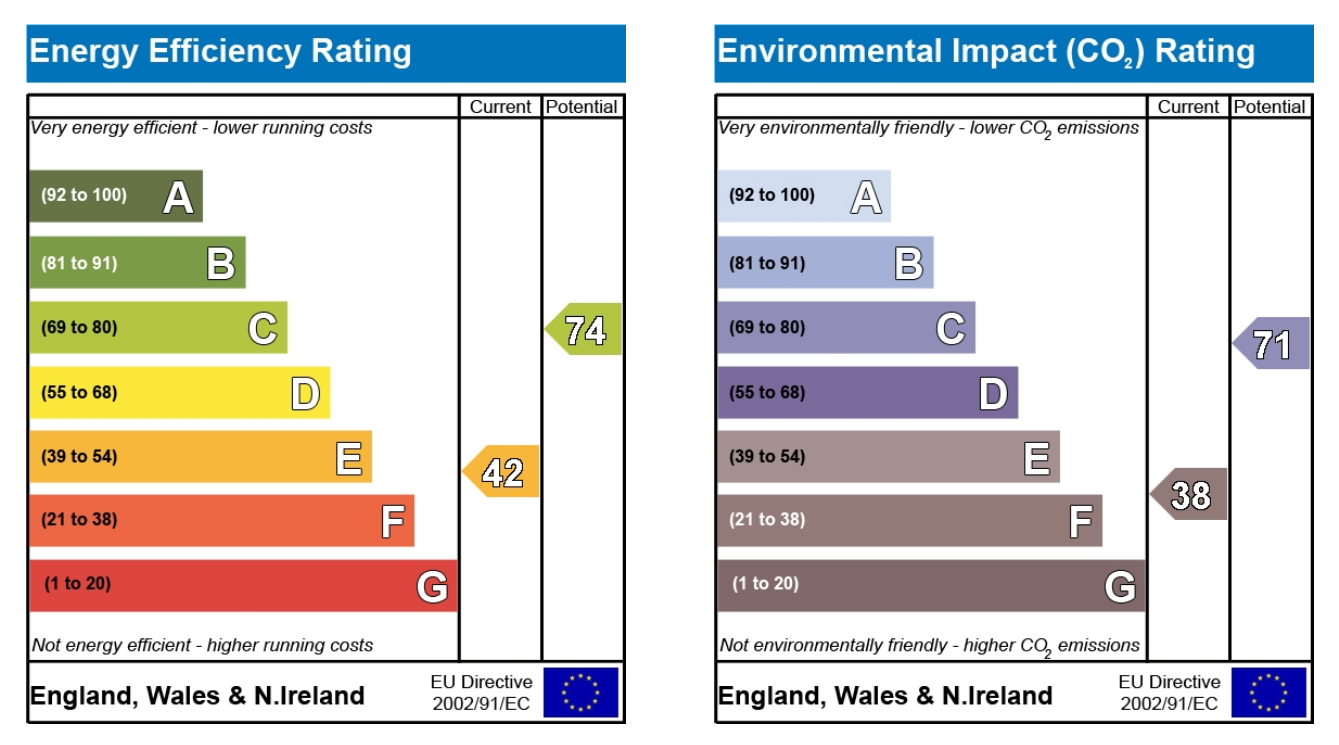 Energy Efficiency Rating
Current Potential
Very energy efficient - lower running costs
(92 to 100) A
(81 to 91) B
(69 to 80) C
74
(55 to 68) D
(39 to 54) E
42
(21 to 38) F
(1 to 20) G
Not energy efficient - higher running costs
England, Wales & N.Ireland
EU Directive
2002/91/EC
Environmental Impact (CO₂) Rating
Current Potential
Very environmentally friendly - lower CO₂ emissions
(92 to 100) A
(81 to 91) B
(69 to 80) C
71
(55 to 68) D
(39 to 54) E
38
(21 to 38) F
(1 to 20) G
Not environmentally friendly - higher CO₂ emissions
England, Wales & N.Ireland
EU Directive
2002/91/EC